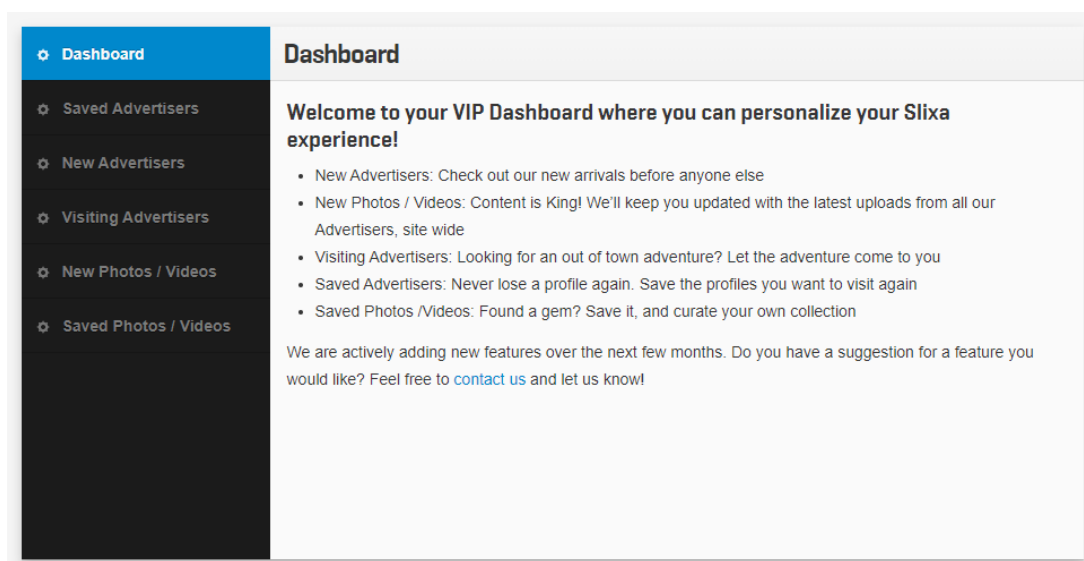 Dashboard
Saved Advertisers
New Advertisers
Visiting Advertisers
New Photos / Videos
Saved Photos / Videos
Dashboard
Welcome to your VIP Dashboard where you can personalize your Slixa
experience!
New Advertisers: Check out our new arrivals before anyone else
New Photos / Videos: Content is King! We'll keep you updated with the latest uploads from all our
Advertisers, site wide
Visiting Advertisers: Looking for an out of town adventure? Let the adventure come to you
Saved Advertisers: Never lose a profile again. Save the profiles you want to visit again
Saved Photos /Videos: Found a gem? Save it, and curate your own collection
We are actively adding new features over the next few months. Do you have a suggestion for a feature you
would like? Feel free to contact us and let us know!